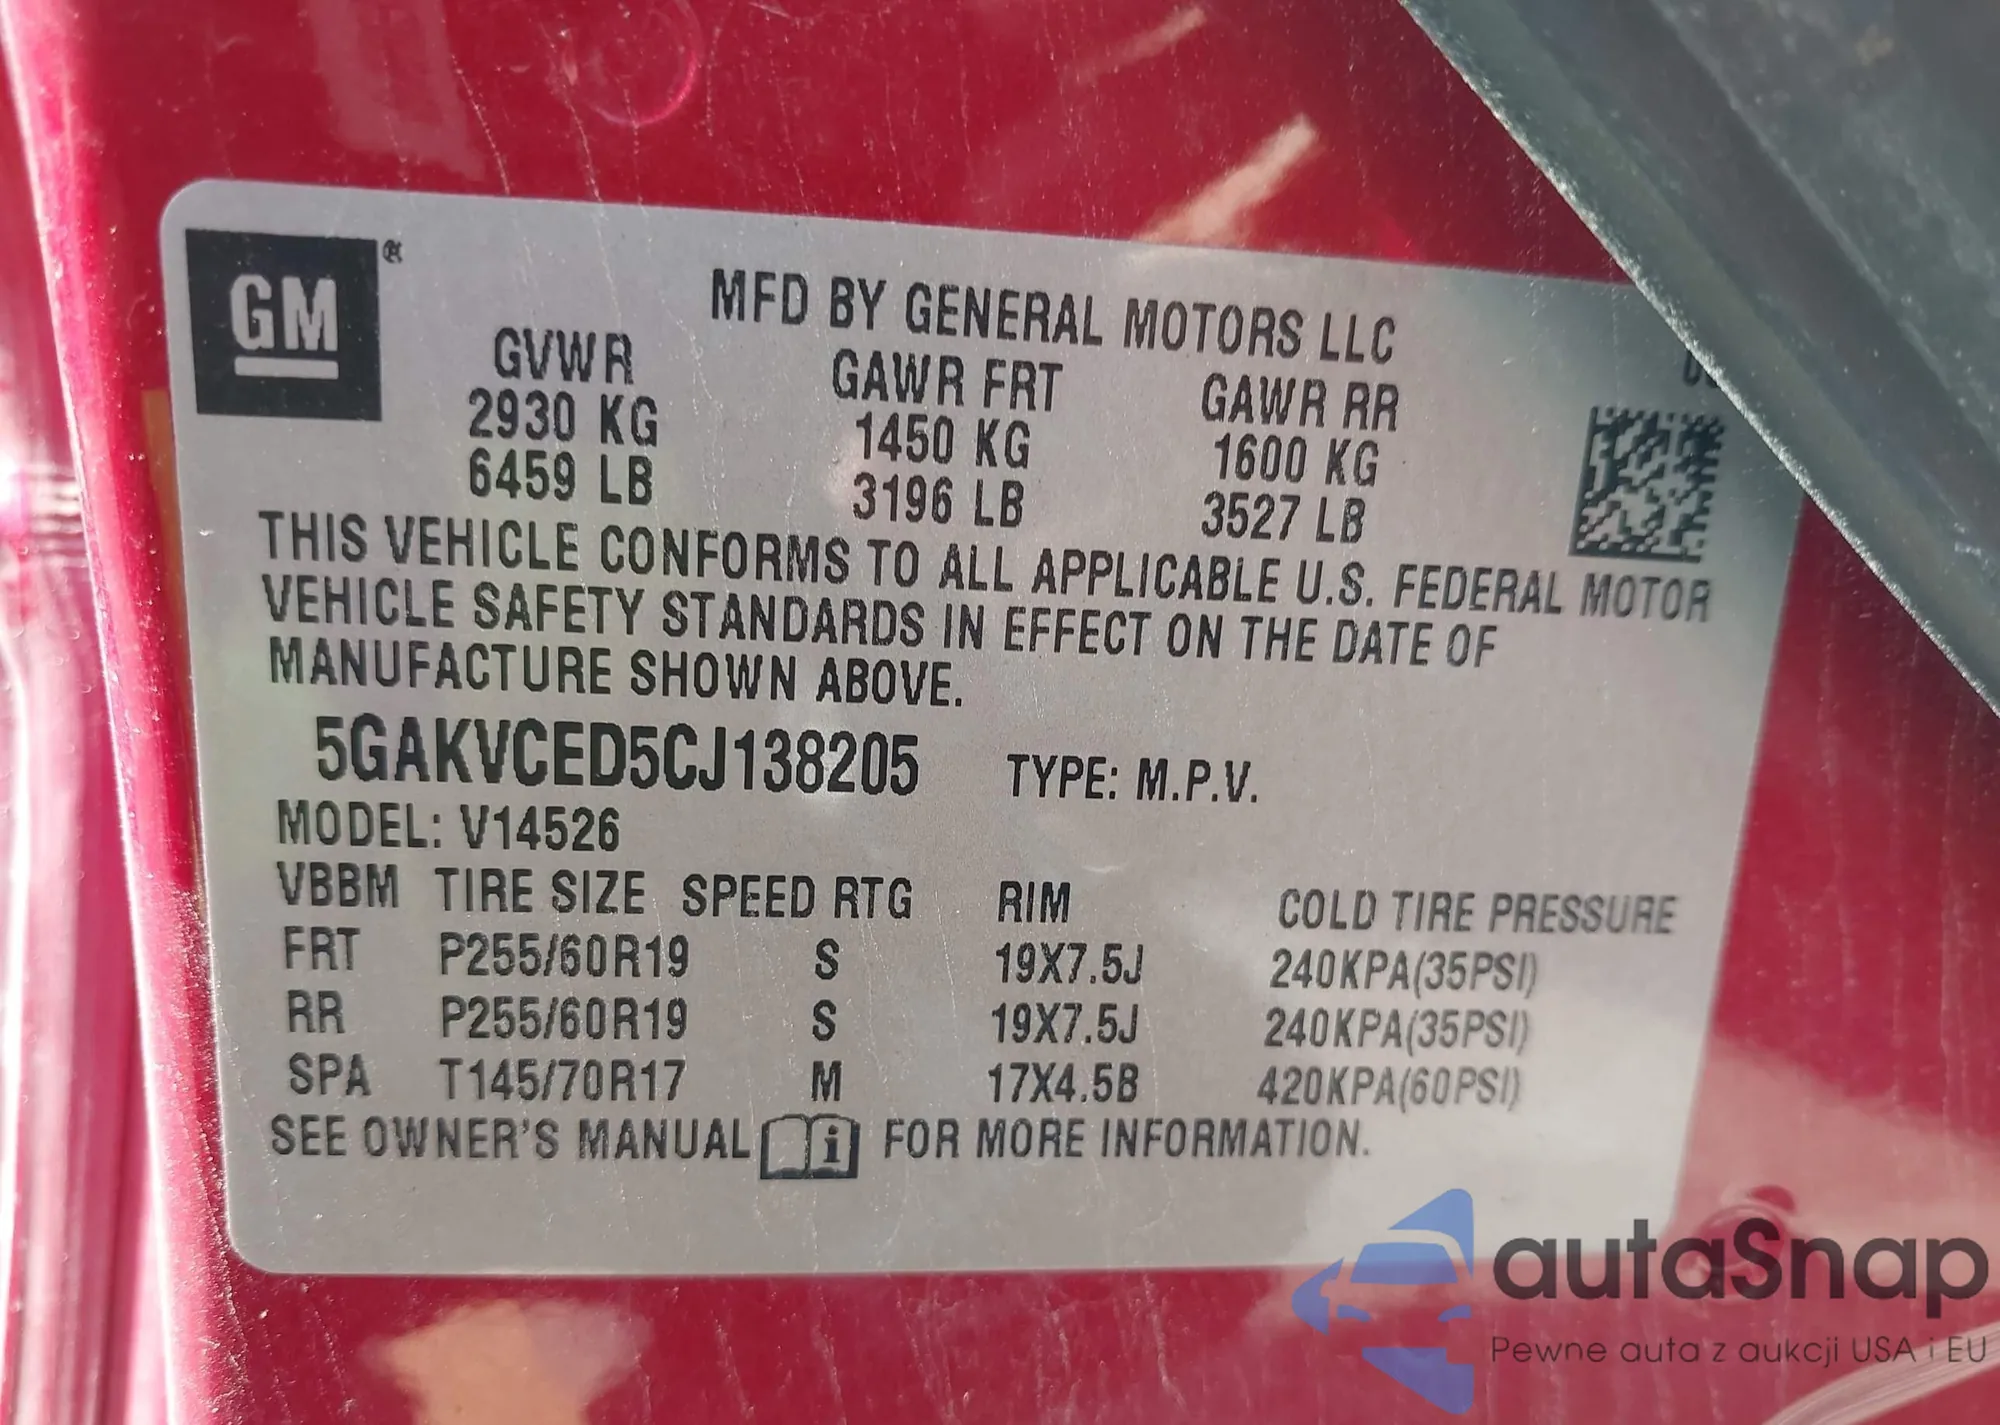 GM®
MFD BY GENERAL MOTORS LLC
GVWR GAWR FRT GAWR RR
2930 KG 1450 KG 1600 KG
6459 LB 3196 LB 3527 LB
THIS VEHICLE CONFORMS TO ALL APPLICABLE U.S. FEDERAL MOTOR
VEHICLE SAFETY STANDARDS IN EFFECT ON THE DATE OF
MANUFACTURE SHOWN ABOVE.
5GAKVCED5CJ138205 TYPE: M.P.V.
MODEL: V14526
VBBM TIRE SIZE SPEED RTG RIM COLD TIRE PRESSURE
FRT P255/60R19 S 19X7.5J 240KPA(35PSI)
RR P255/60R19 S 19X7.5J 240KPA(35PSI)
SPA T145/70R17 M 17X4.5B 420KPA(60PSI)
SEE OWNER'S MANUAL i FOR MORE INFORMATION.
autaSnap
Pewne auta z aukcji USA i EU